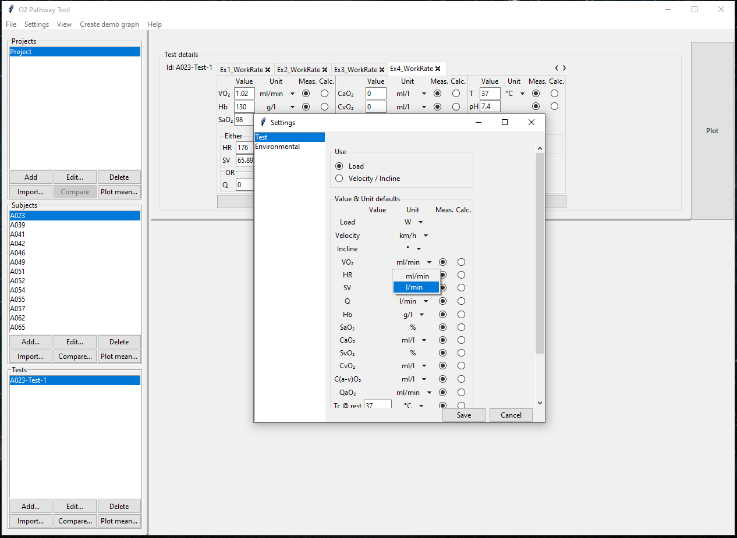 O2 Pathway Tool
File Settings View Create demo graph Help
Projects
Project
Add Edit... Delete
Import... Compare Plot mean...
Subjects
A023
A039
A041
A042
A046
A049
A051
A052
A054
A055
A057
A062
A065
Add... Edit... Delete
Import... Compare... Plot mean...
Tests
A023-Test-1
Add... Edit... Delete
Import... Compare... Plot mean...
Test details
Id: A023-Test-1
Ex1_WorkRate Ex2_WorkRate Ex3_WorkRate Ex4_WorkRate
Value Unit Meas. Calc. Value Unit Meas. Calc. Value Unit Meas. Calc.
VO₂ 1.02 ml/min CaO₂ 0 ml/l T 37 °C
Hb 130 g/l CvO₂ 0 ml/l pH 7.4
SaO₂ 98
Either
HR 176
SV 65.89
OR
Q 0
Plot
Settings
Test
Environmental
Use
Load
Velocity / Incline
Value & Unit defaults
Value Unit Meas. Calc.
Load W
Velocity km/h
Incline °
VO₂ ml/min
HR ml/min
SV l/min
Q l/min
Hb g/l
SaO₂ %
CaO₂ ml/l
SvO₂ %
CvO₂ ml/l
C(a-v)O₂ ml/l
QaO₂ ml/min
Tc @ rest 37 °C
Save Cancel